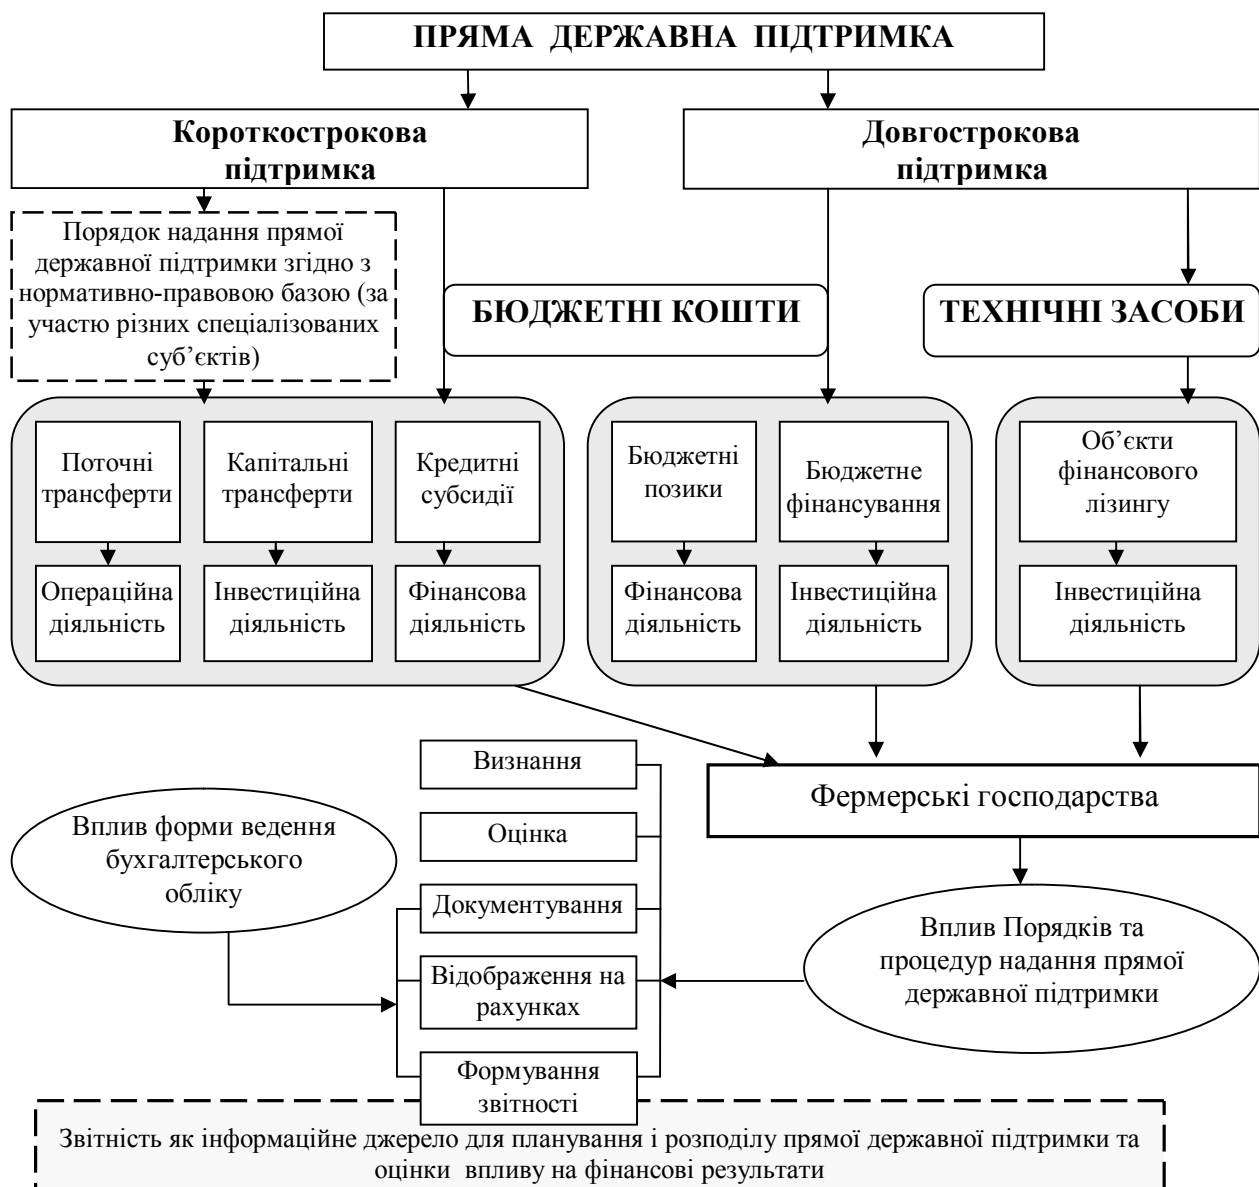 ПРЯМА ДЕРЖАВНА ПІДТРИМКА
Короткострокова
підтримка
Довгострокова
підтримка
Порядок надання прямої
державної підтримки згідно з
нормативно-правовою базою (за
участю різних спеціалізованих
суб’єктів)
БЮДЖЕТНІ КОШТИ
ТЕХНІЧНІ ЗАСОБИ
Поточні
трансферти
Капітальні
трансферти
Кредитні
субсидії
Бюджетні
позики
Бюджетне
фінансування
Об’єкти
фінансового
лізингу
Операційна
діяльність
Інвестиційна
діяльність
Фінансова
діяльність
Фінансова
діяльність
Інвестиційна
діяльність
Інвестиційна
діяльність
Визнання
Оцінка
Документування
Відображення на
рахунках
Формування
звітності
Фермерські господарства
Вплив форми ведення
бухгалтерського
обліку
Вплив Порядків та
процедур надання прямої
державної підтримки
Звітність як інформаційне джерело для планування і розподілу прямої державної підтримки та
оцінки впливу на фінансові результати